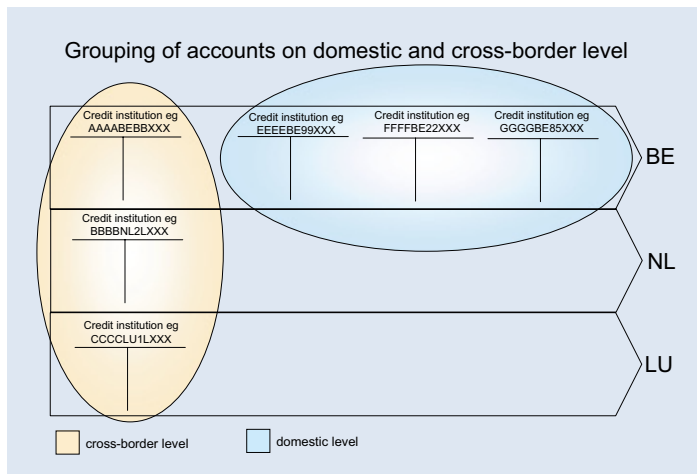 Grouping of accounts on domestic and cross-border level
Credit institution eg
AAAABEBBXXX
Credit institution eg
EEEEBE99XXX
Credit institution eg
FFFFBE22XXX
Credit institution eg
GGGGBE85XXX
BE
Credit institution eg
BBBBNL2LXXX
NL
Credit institution eg
CCCCLU1LXXX
LU
cross-border level
domestic level